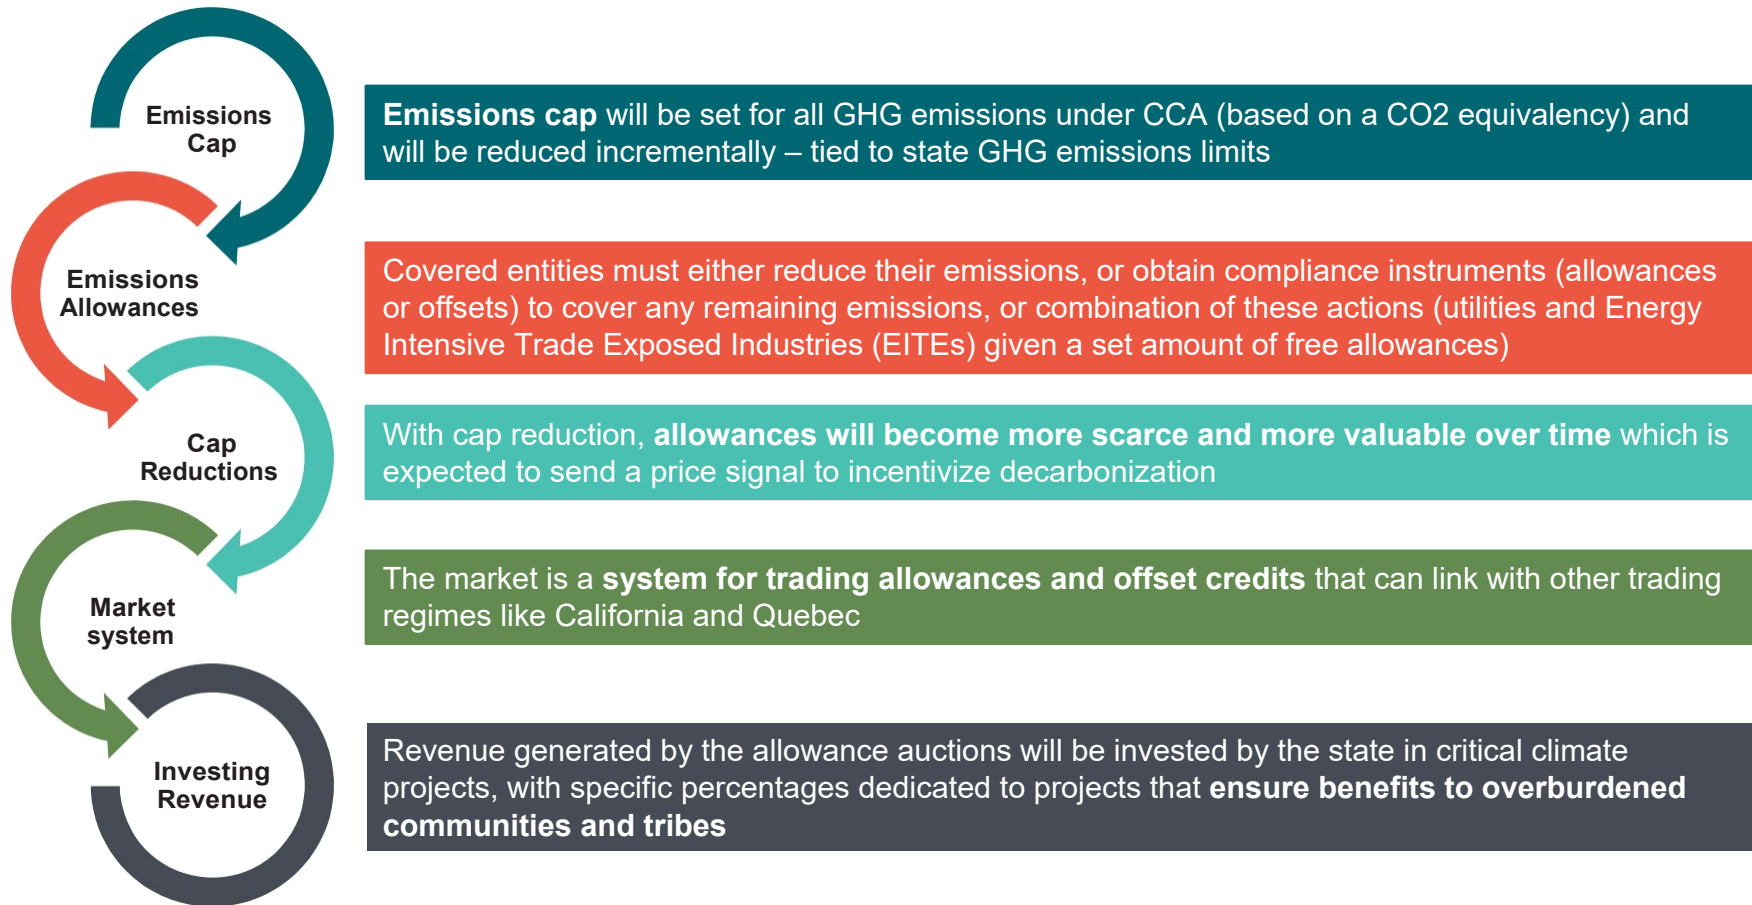 Emissions
Cap
Emissions cap will be set for all GHG emissions under CCA (based on a CO2 equivalency) and
will be reduced incrementally – tied to state GHG emissions limits
Emissions
Allowances
Covered entities must either reduce their emissions, or obtain compliance instruments (allowances
or offsets) to cover any remaining emissions, or combination of these actions (utilities and Energy
Intensive Trade Exposed Industries (EITEs) given a set amount of free allowances)
Cap
Reductions
With cap reduction, allowances will become more scarce and more valuable over time which is
expected to send a price signal to incentivize decarbonization
Market
system
The market is a system for trading allowances and offset credits that can link with other trading
regimes like California and Quebec
Investing
Revenue
Revenue generated by the allowance auctions will be invested by the state in critical climate
projects, with specific percentages dedicated to projects that ensure benefits to overburdened
communities and tribes